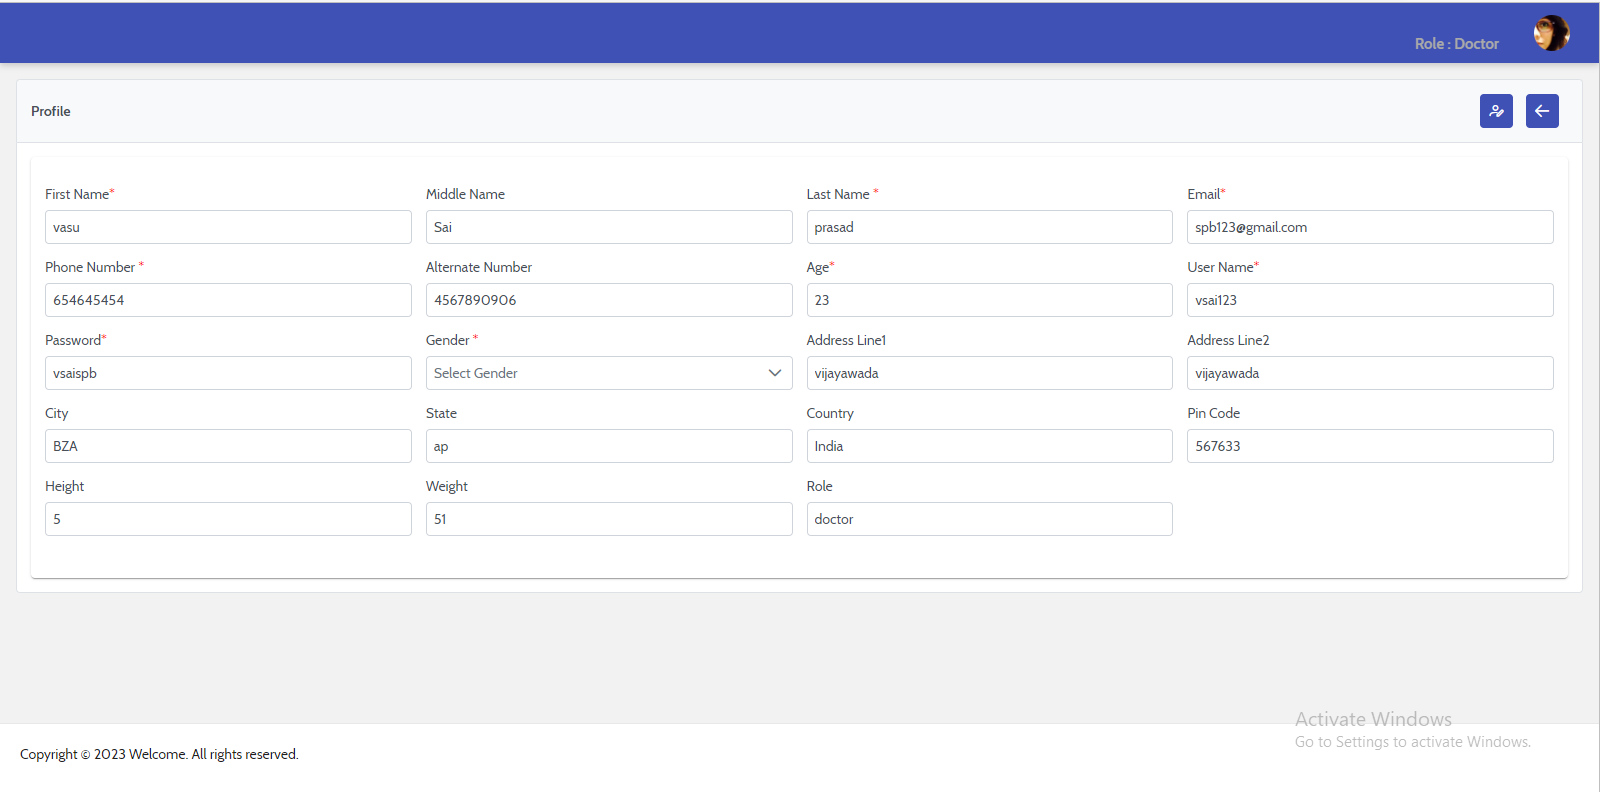 Role : Doctor
Profile
First Name* Middle Name Last Name * Email*
vasu Sai prasad spb123@gmail.com
Phone Number * Alternate Number Age* User Name*
654645454 4567890906 23 vsai123
Password* Gender * Address Line1 Address Line2
vsaispb Select Gender vijayawada vijayawada
City State Country Pin Code
BZA ap India 567633
Height Weight Role
5 51 doctor
Activate Windows
Go to Settings to activate Windows.
Copyright © 2023 Welcome. All rights reserved.